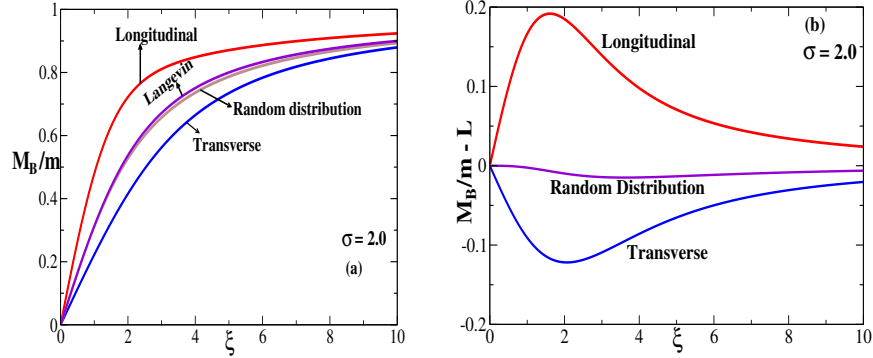 1
0.8
0.6
0.4
0.2
0
M_B/m
Longitudinal
Langevin
Random distribution
Transverse
σ = 2.0
(a)
0 2 4 6 8 10
ξ
0.2
0.1
0
-0.1
-0.2
M_B/m - L
(b)
σ = 2.0
Longitudinal
Random Distribution
Transverse
0 2 4 6 8 10
ξ